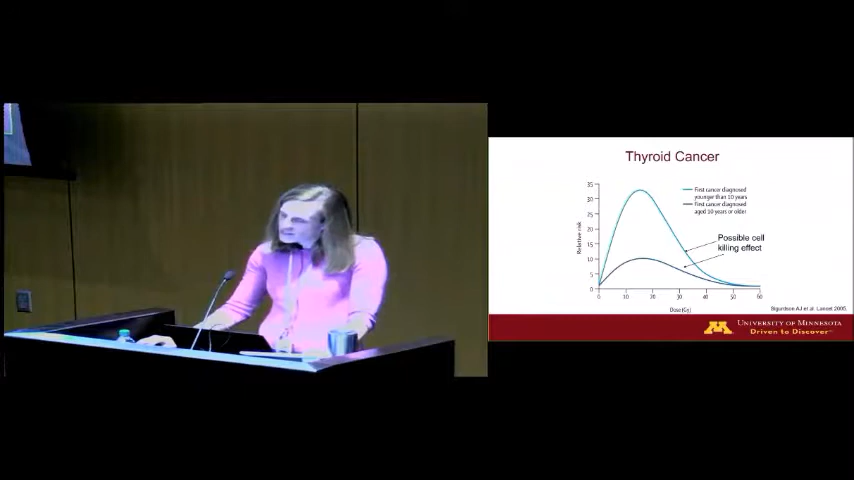 Thyroid Cancer
35
30
25
20
15
10
5
0
Relative risk
0 10 20 30 40 50 60
Dose (Gy)
First cancer diagnosed
younger than 10 years
First cancer diagnosed
aged 10 years or older
Possible cell
killing effect
Sigurdson AJ et al. Lancet 2005.
M
UNIVERSITY OF MINNESOTA
Driven to Discover℠